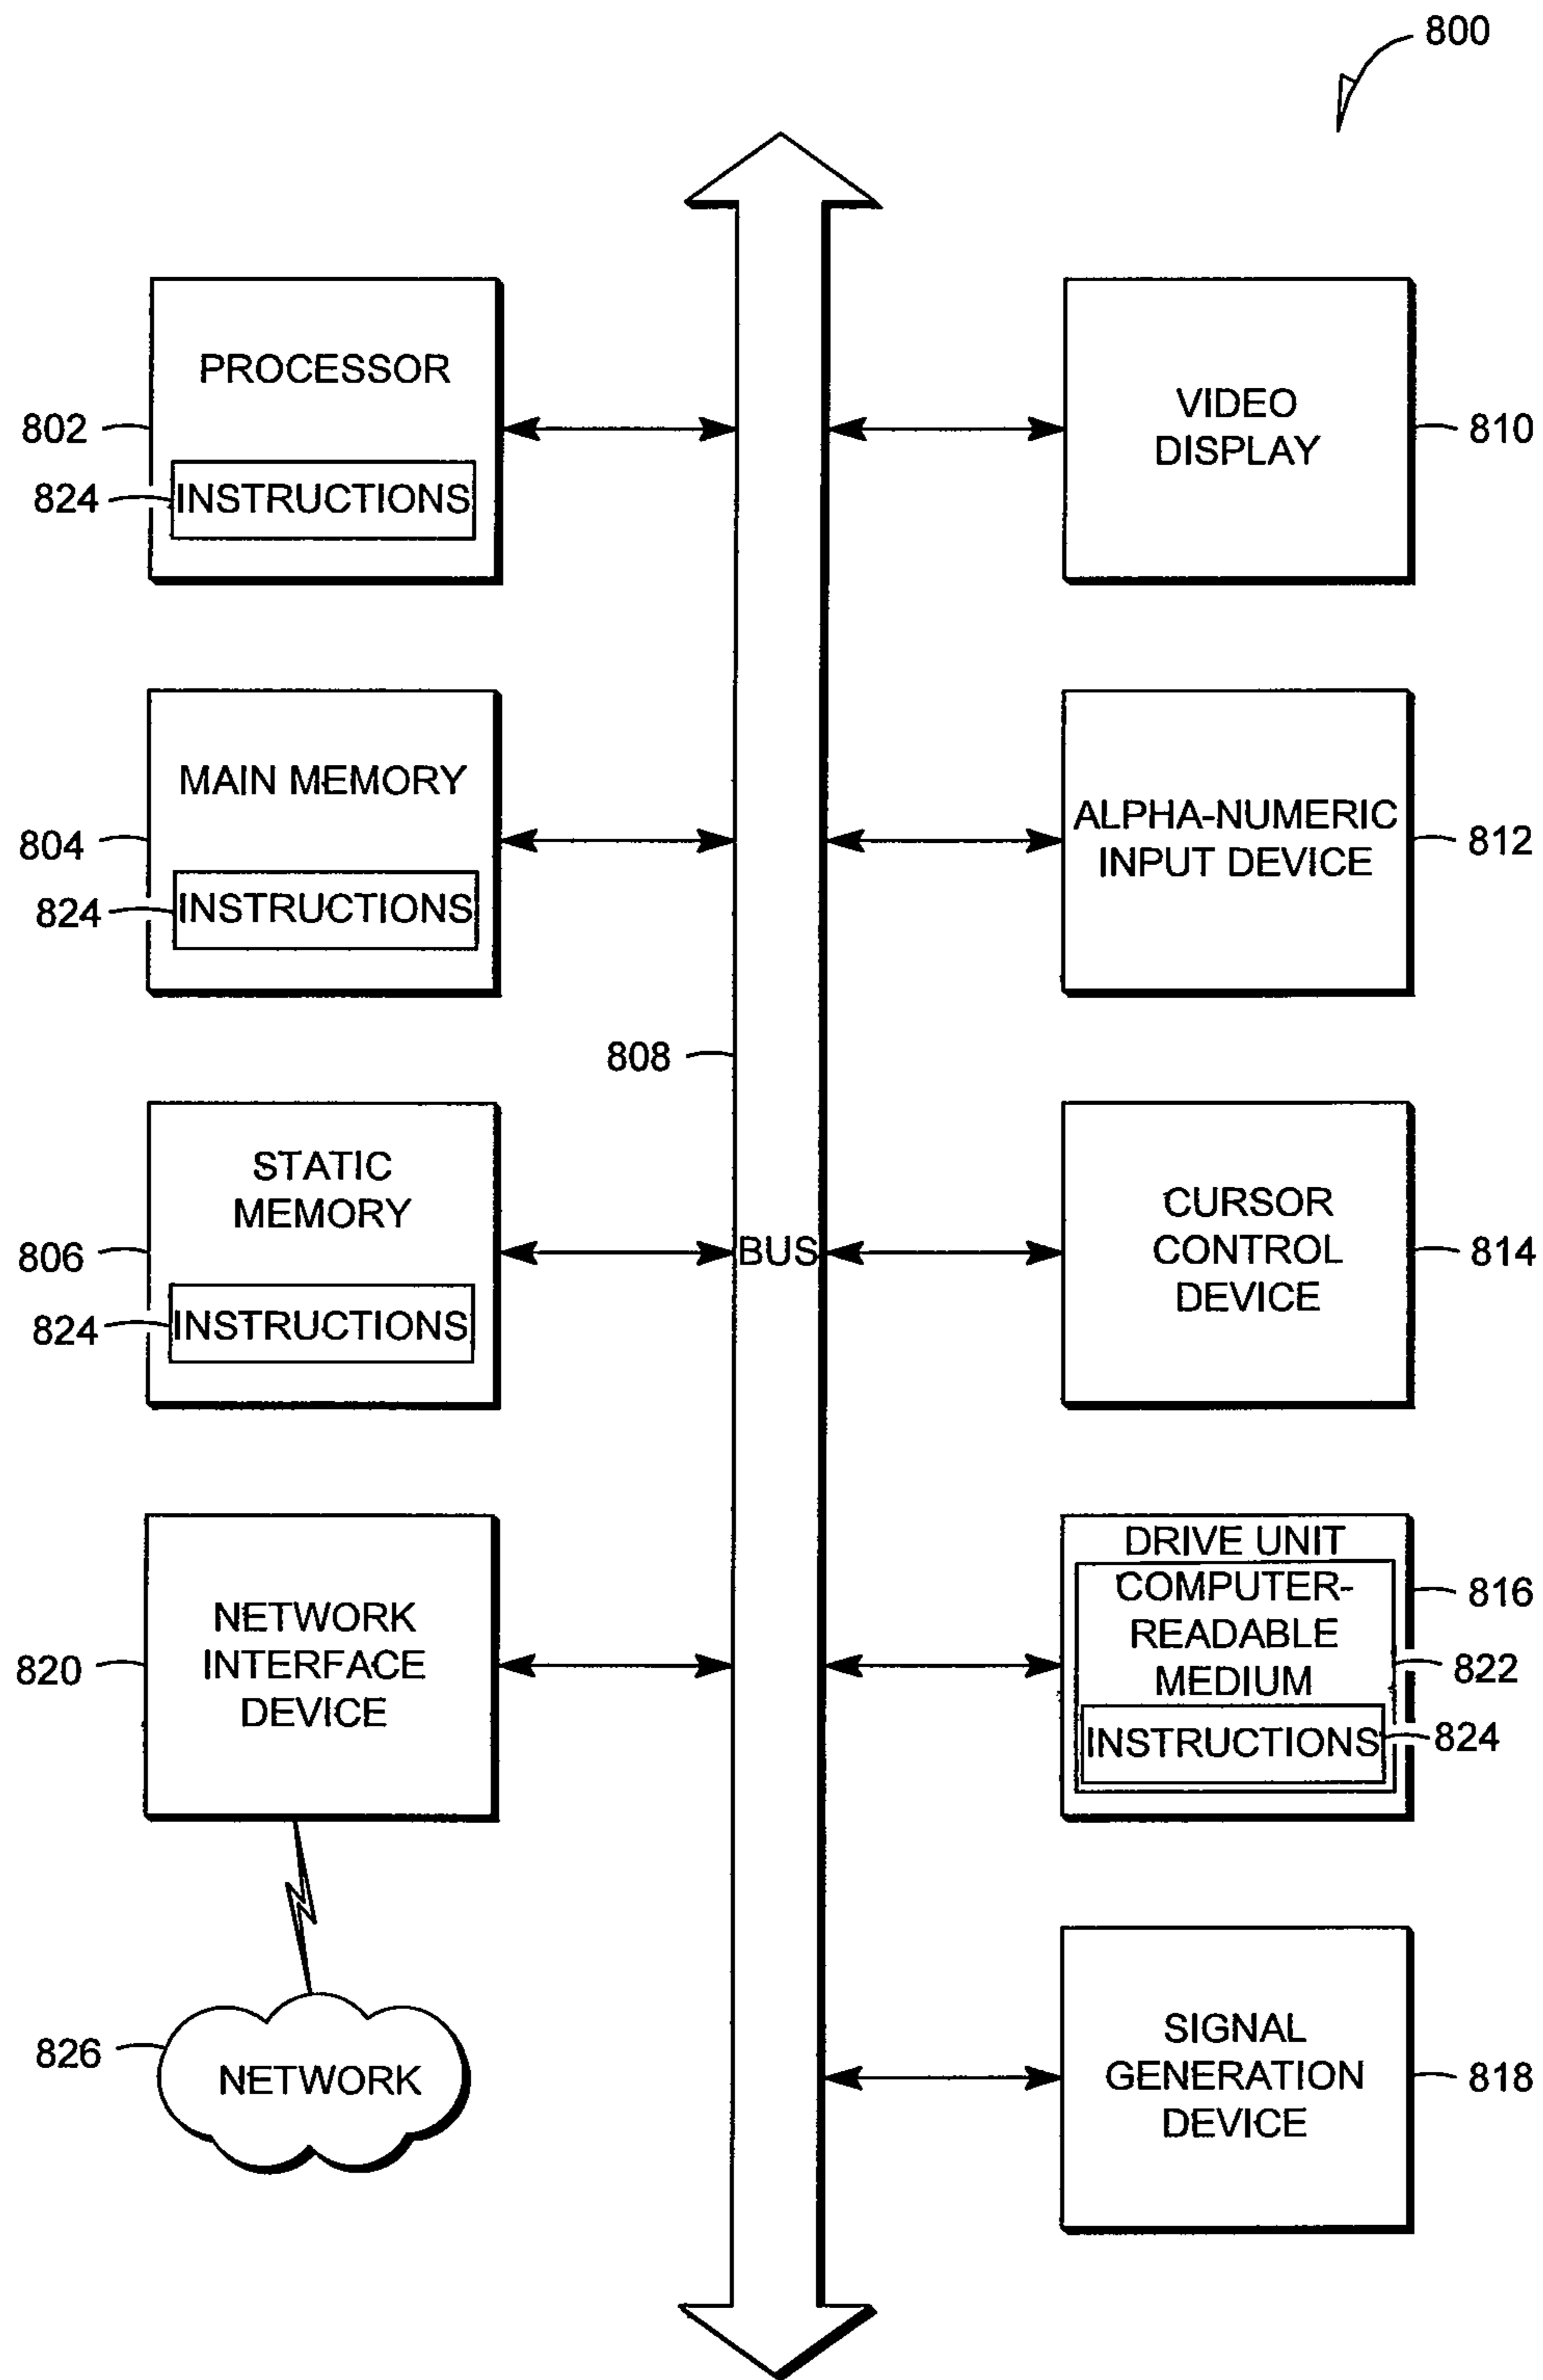 800
PROCESSOR
802
824
INSTRUCTIONS
VIDEO
DISPLAY
810
MAIN MEMORY
804
824
INSTRUCTIONS
ALPHA-NUMERIC
INPUT DEVICE
812
808
STATIC
MEMORY
806
824
INSTRUCTIONS
BUS
CURSOR
CONTROL
DEVICE
814
NETWORK
INTERFACE
DEVICE
820
DRIVE UNIT
COMPUTER-
READABLE
MEDIUM
INSTRUCTIONS
816
822
824
826
NETWORK
SIGNAL
GENERATION
DEVICE
818